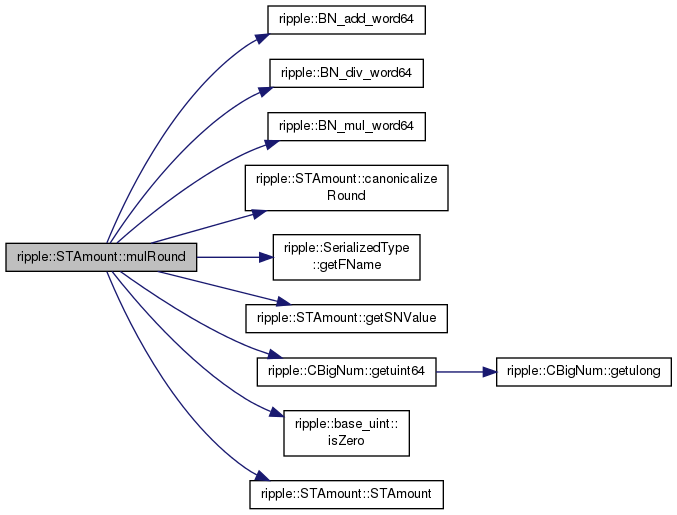 ripple::BN_add_word64
ripple::BN_div_word64
ripple::BN_mul_word64
ripple::STAmount::canonicalize
Round
ripple::STAmount::mulRound
ripple::SerializedType
::getFName
ripple::STAmount::getSNValue
ripple::CBigNum::getuint64
ripple::CBigNum::getulong
ripple::base_uint::
isZero
ripple::STAmount::STAmount